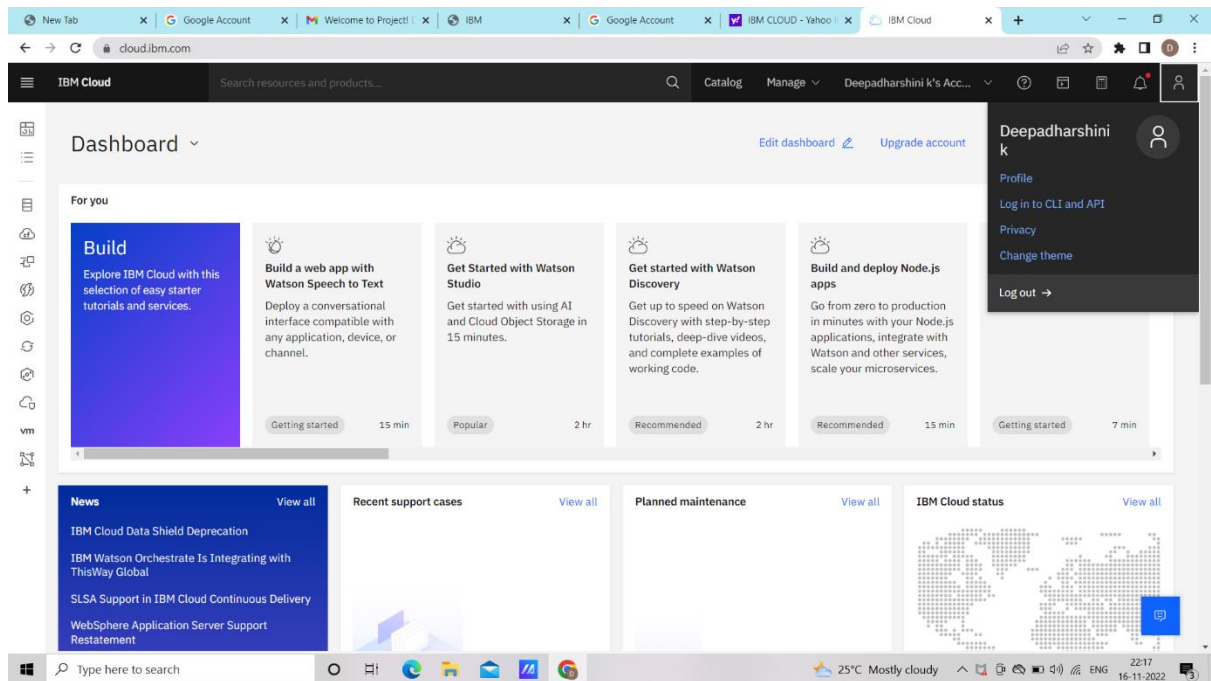 New Tab
Google Account
Welcome to Project! (
IBM
Google Account
IBM CLOUD - Yahoo I
IBM Cloud
cloud.ibm.com
D
IBM Cloud
Search resources and products...
Catalog
Manage
Deepadharshini k's Acc...
Dashboard
Edit dashboard
Upgrade account
Deepadharshini
k
Profile
Log in to CLI and API
Privacy
Change theme
Log out →
For you
Build
Explore IBM Cloud with this
selection of easy starter
tutorials and services.
Build a web app with
Watson Speech to Text
Deploy a conversational
interface compatible with
any application, device, or
channel.
Getting started 15 min
Get Started with Watson
Studio
Get started with using AI
and Cloud Object Storage in
15 minutes.
Popular 2 hr
Get started with Watson
Discovery
Get up to speed on Watson
Discovery with step-by-step
tutorials, deep-dive videos,
and complete examples of
working code.
Recommended 2 hr
Build and deploy Node.js
apps
Go from zero to production
in minutes with your Node.js
applications, integrate with
Watson and other services,
scale your microservices.
Recommended 15 min
Getting started 7 min
vm
News View all
IBM Cloud Data Shield Deprecation
IBM Watson Orchestrate Is Integrating with
ThisWay Global
SLSA Support in IBM Cloud Continuous Delivery
WebSphere Application Server Support
Restatement
Recent support cases View all
Planned maintenance View all
IBM Cloud status View all
Type here to search
25°C Mostly cloudy
ENG
22:17
16-11-2022
3